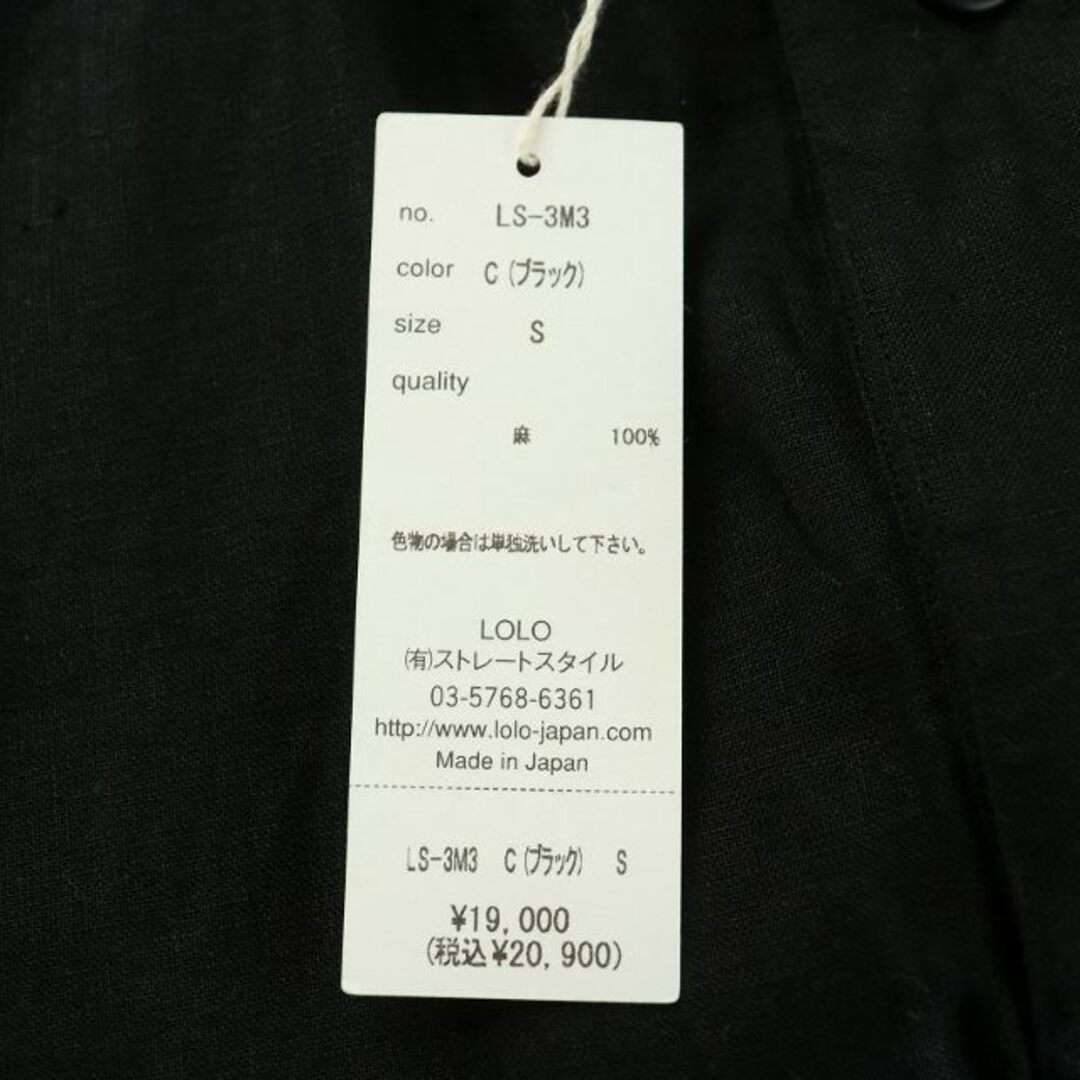 no. LS-3M3
color C (ブラック)
size S
quality
麻 100%
色物の場合は単独洗いして下さい。
LOLO
㈲ストレートスタイル
03-5768-6361
http://www.lolo-japan.com
Made in Japan
LS-3M3 C (ブラック) S
¥19,000
(税込¥20,900)